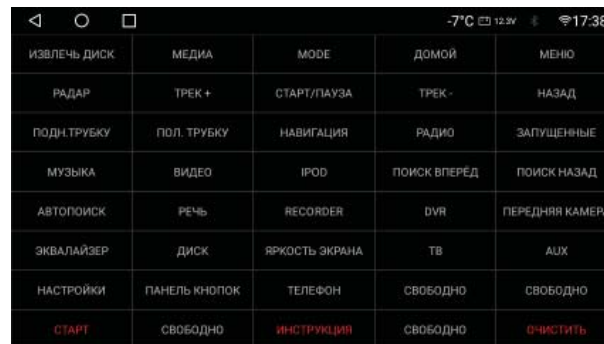 -7°C 12.3V 17:38
ИЗВЛЕЧЬ ДИСК МЕДИА MODE ДОМОЙ МЕНЮ
РАДАР ТРЕК + СТАРТ/ПАУЗА ТРЕК - НАЗАД
ПОДН.ТРУБКУ ПОЛ. ТРУБКУ НАВИГАЦИЯ РАДИО ЗАПУЩЕННЫЕ
МУЗЫКА ВИДЕО IPOD ПОИСК ВПЕРЁД ПОИСК НАЗАД
АВТОПОИСК РЕЧЬ RECORDER DVR ПЕРЕДНЯЯ КАМЕРА
ЭКВАЛАЙЗЕР ДИСК ЯРКОСТЬ ЭКРАНА ТВ AUX
НАСТРОЙКИ ПАНЕЛЬ КНОПОК ТЕЛЕФОН СВОБОДНО СВОБОДНО
СТАРТ СВОБОДНО ИНСТРУКЦИЯ СВОБОДНО ОЧИСТИТЬ